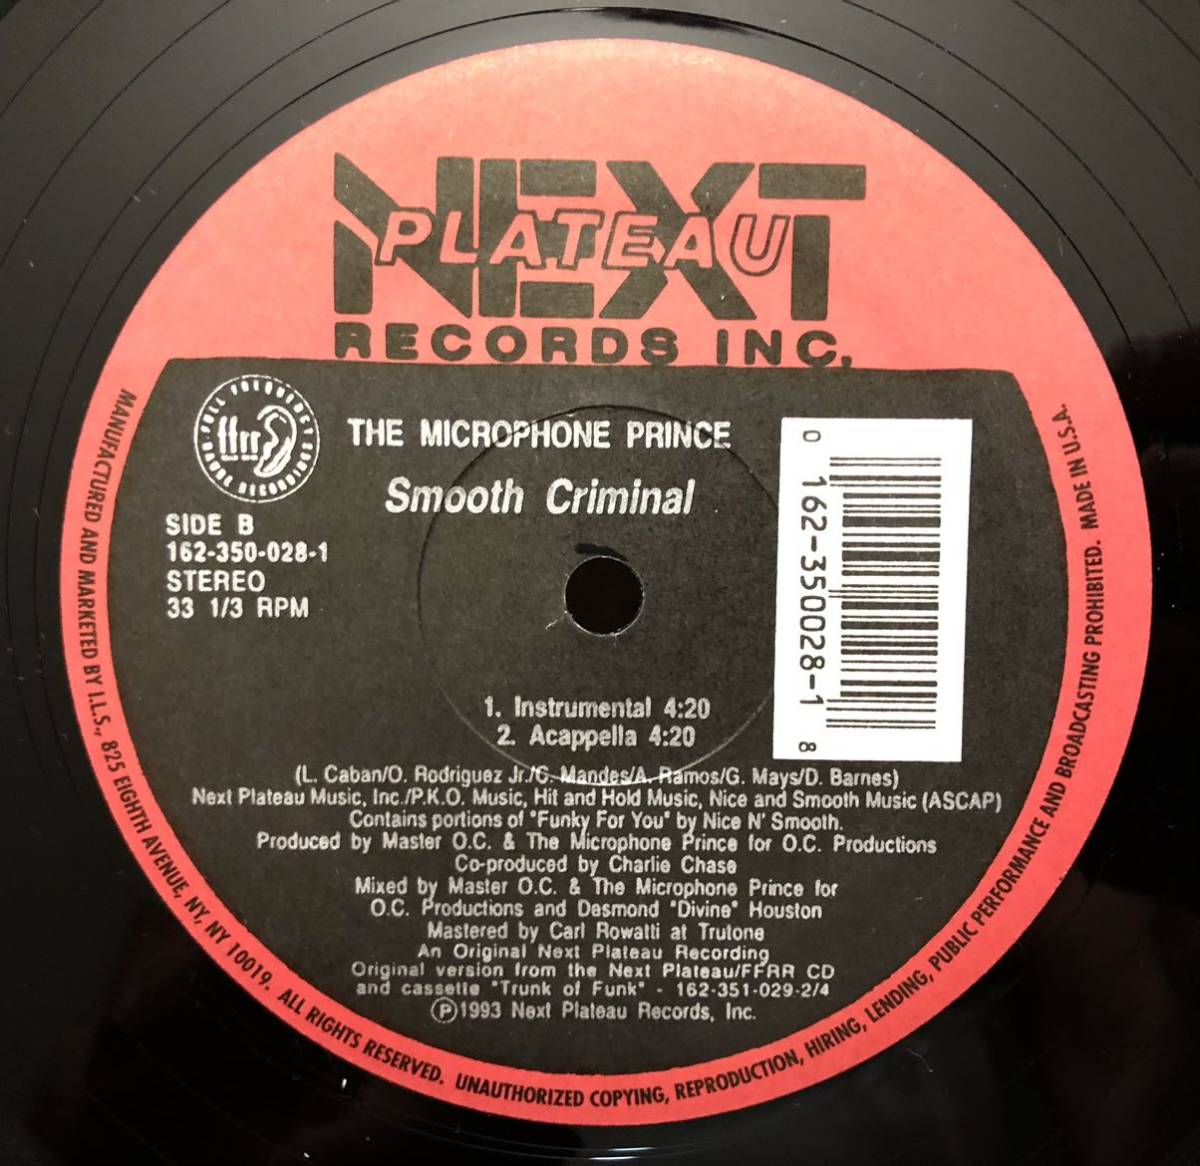 NEXT
PLATEAU
RECORDS INC.
FULL FREQUENCY RANGE RECORDINGS
ffrr
THE MICROPHONE PRINCE
Smooth Criminal
SIDE B
162-350-028-1
STEREO
33 1/3 RPM
0 162-350028-1 8
1. Instrumental 4:20
2. Acappella 4:20
(L. Caban/O. Rodriguez Jr./C. Mandes/A. Ramos/G. Mays/D. Barnes)
Next Plateau Music, Inc./P.K.O. Music, Hit and Hold Music, Nice and Smooth Music (ASCAP)
Contains portions of "Funky For You" by Nice N' Smooth.
Produced by Master O.C. & The Microphone Prince for O.C. Productions
Co-produced by Charlie Chase
Mixed by Master O.C. & The Microphone Prince for
O.C. Productions and Desmond "Divine" Houston
Mastered by Carl Rowatti at Trutone
An Original Next Plateau Recording
Original version from the Next Plateau/FFRR CD
and cassette "Trunk of Funk" - 162-351-029-2/4
Ⓟ1993 Next Plateau Records, Inc.
MANUFACTURED AND MARKETED BY I.L.S., 825 EIGHTH AVENUE, NY, NY 10019. ALL RIGHTS RESERVED. UNAUTHORIZED COPYING, REPRODUCTION, HIRING, LENDING, PUBLIC PERFORMANCE AND BROADCASTING PROHIBITED. MADE IN U.S.A.